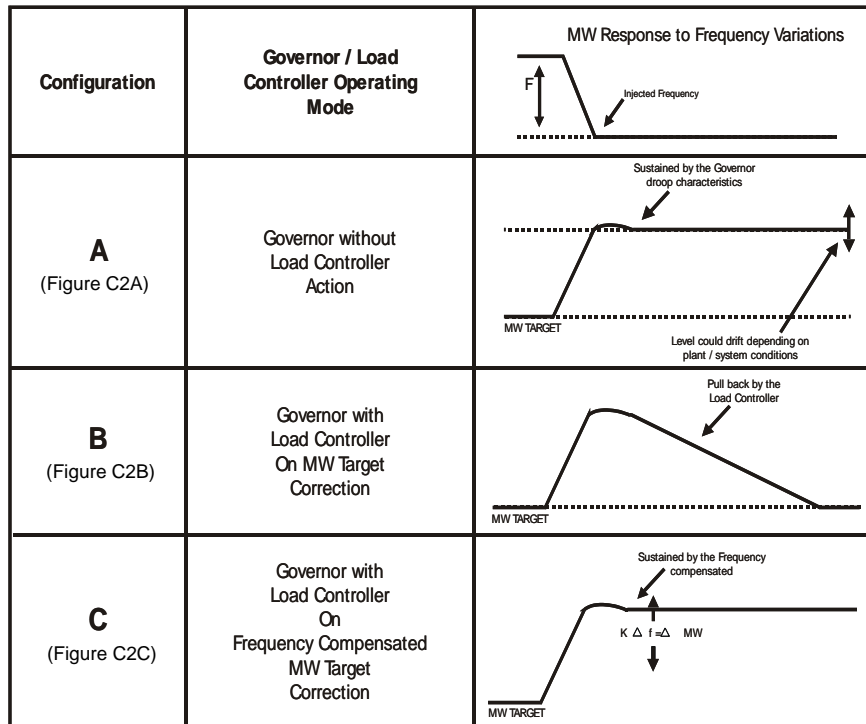 Configuration
Governor / Load
Controller Operating
Mode
MW Response to Frequency Variations
F
Injected Frequency
A
(Figure C2A)
Governor without
Load Controller
Action
Sustained by the Governor
droop characteristics
MW TARGET
Level could drift depending on
plant / system conditions
B
(Figure C2B)
Governor with
Load Controller
On MW Target
Correction
Pull back by the
Load Controller
MW TARGET
C
(Figure C2C)
Governor with
Load Controller
On
Frequency Compensated
MW Target
Correction
Sustained by the Frequency
compensated
K Δ f =Δ MW
MW TARGET